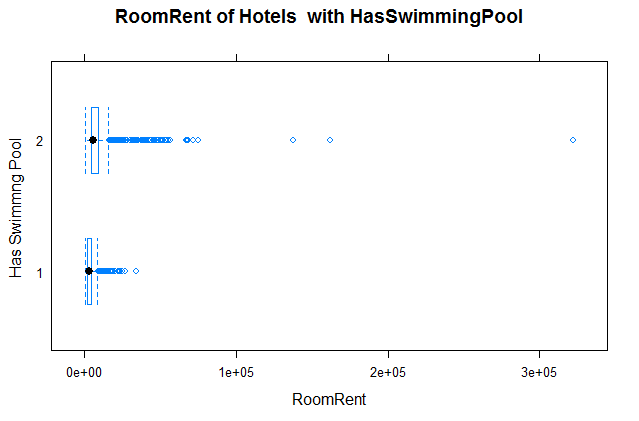 RoomRent of Hotels  with HasSwimmingPool
Has Swimmng Pool
2
1
0e+00 1e+05 2e+05 3e+05
RoomRent